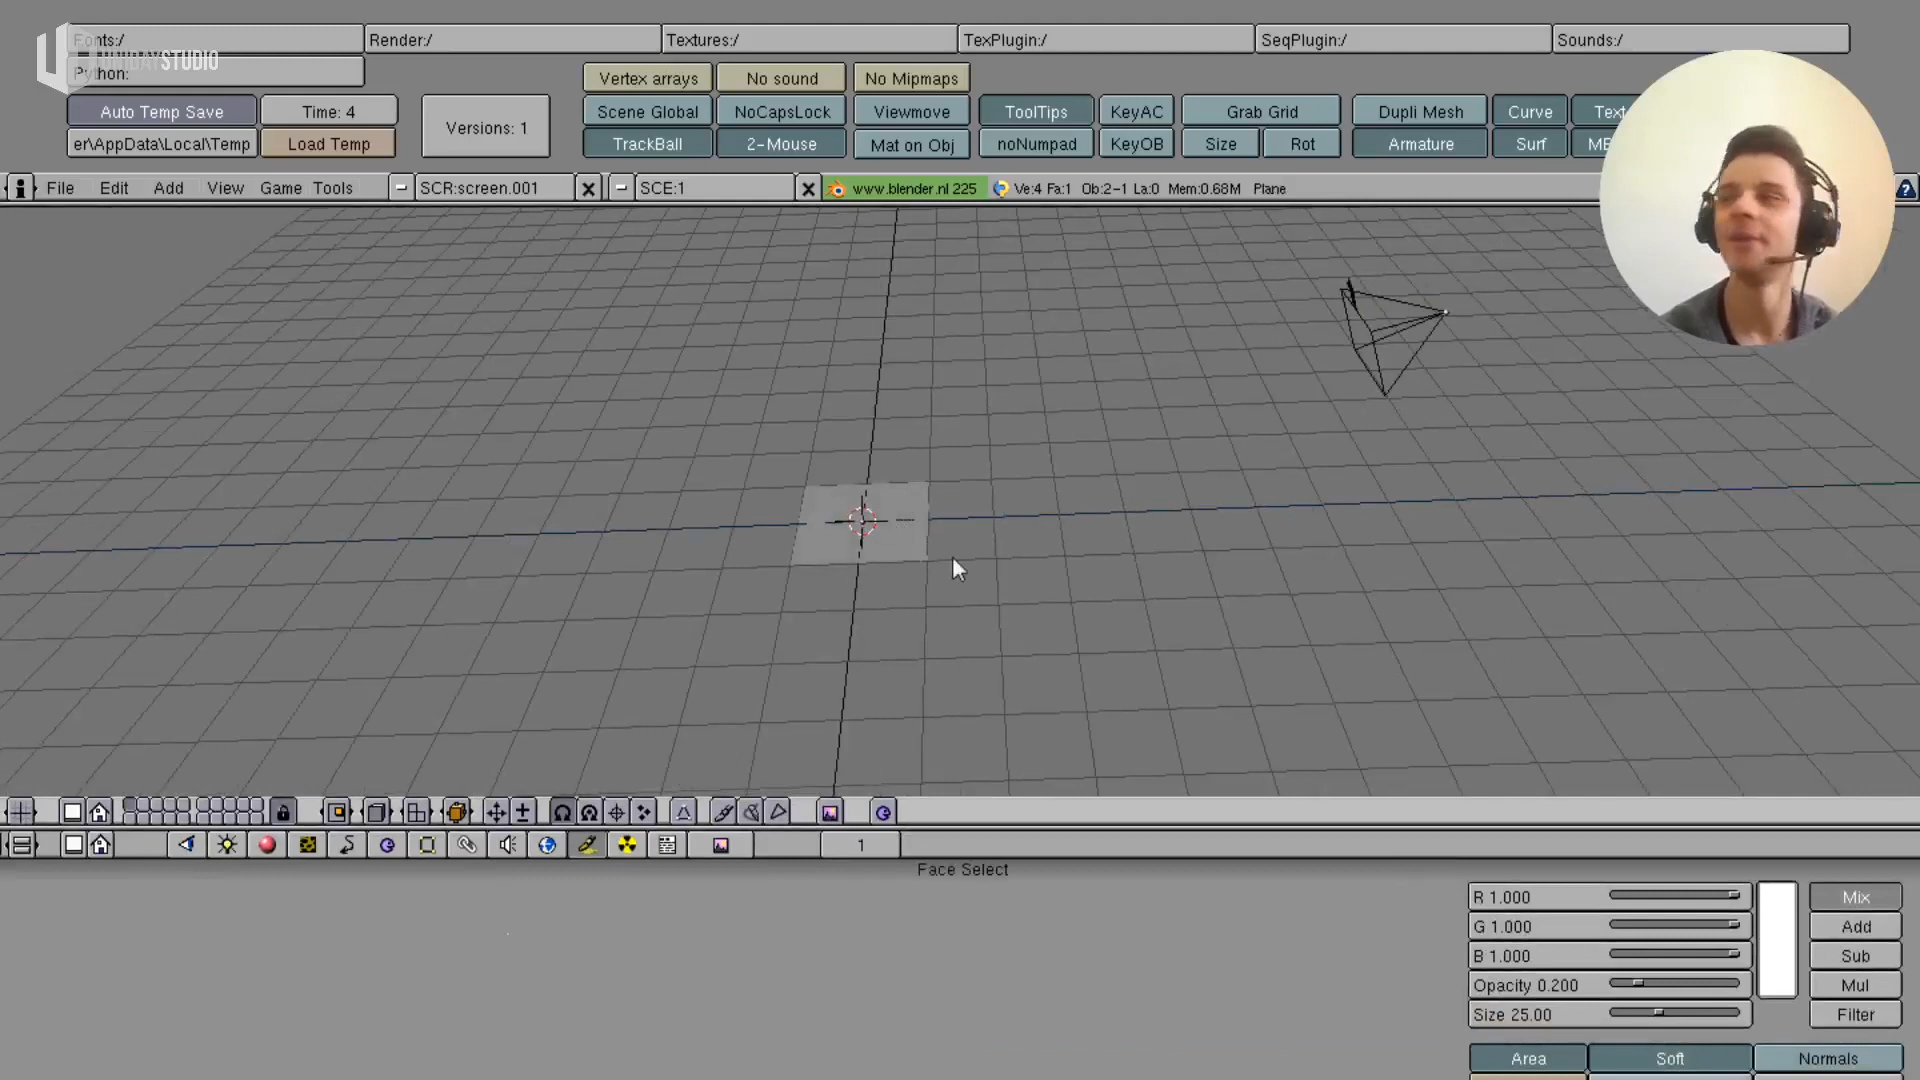 Fonts:/ Render:/ Textures:/ TexPlugin:/ SeqPlugin:/ Sounds:/
UNIDAYSTUDIO
Python: Vertex arrays No sound No Mipmaps
Auto Temp Save Time: 4 Versions: 1 Scene Global NoCapsLock Viewmove ToolTips KeyAC Grab Grid Dupli Mesh Curve
er\AppData\Local\Temp Load Temp TrackBall 2-Mouse Mat on Obj noNumpad KeyOB Size Rot Armature Surf
File Edit Add View Game Tools SCR:screen.001 SCE:1 www.blender.nl 225 Ve:4 Fa:1 Ob:2-1 La:0 Mem:0.68M Plane
1
Face Select
R 1.000 Mix
G 1.000 Add
B 1.000 Sub
Opacity 0.200 Mul
Size 25.00 Filter
Area Soft Normals